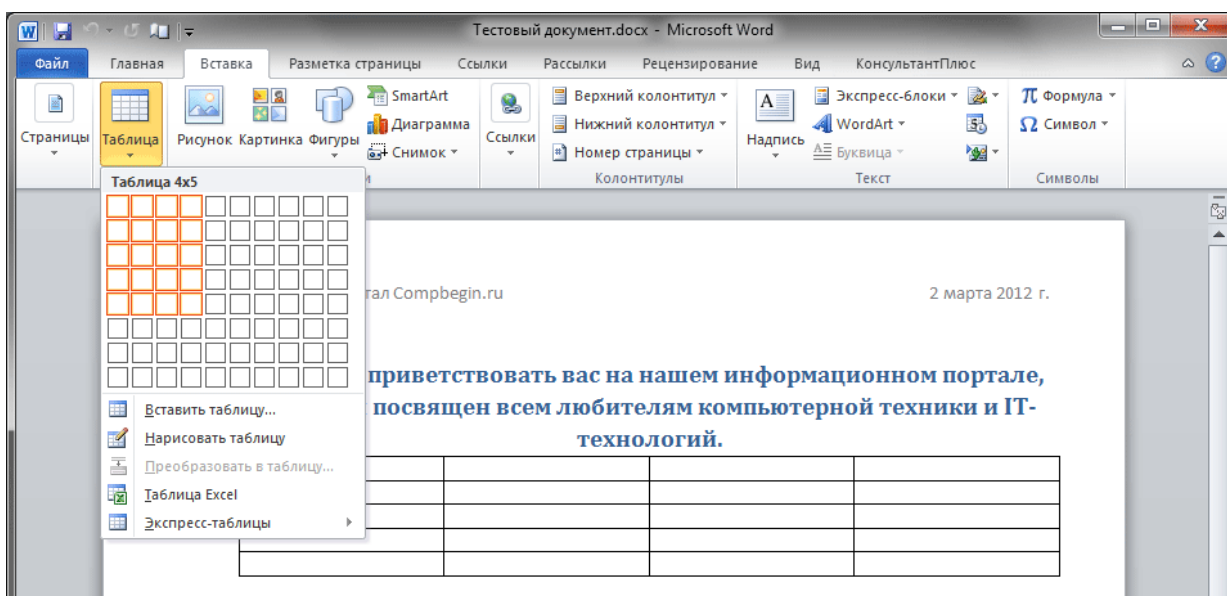 Тестовый документ.docx - Microsoft Word
Файл Главная Вставка Разметка страницы Ссылки Рассылки Рецензирование Вид КонсультантПлюс
Страницы
Таблица
Рисунок Картинка Фигуры
SmartArt
Диаграмма
Снимок
Ссылки
Верхний колонтитул
Нижний колонтитул
Номер страницы
Надпись
Экспресс-блоки
WordArt
Буквица
Формула
Символ
Колонтитулы Текст Символы
Таблица 4x5
Вставить таблицу...
Нарисовать таблицу
Преобразовать в таблицу...
Таблица Excel
Экспресс-таблицы
Compbegin.ru 2 марта 2012 г.
приветствовать вас на нашем информационном портале,
посвящен всем любителям компьютерной техники и IT-
технологий.